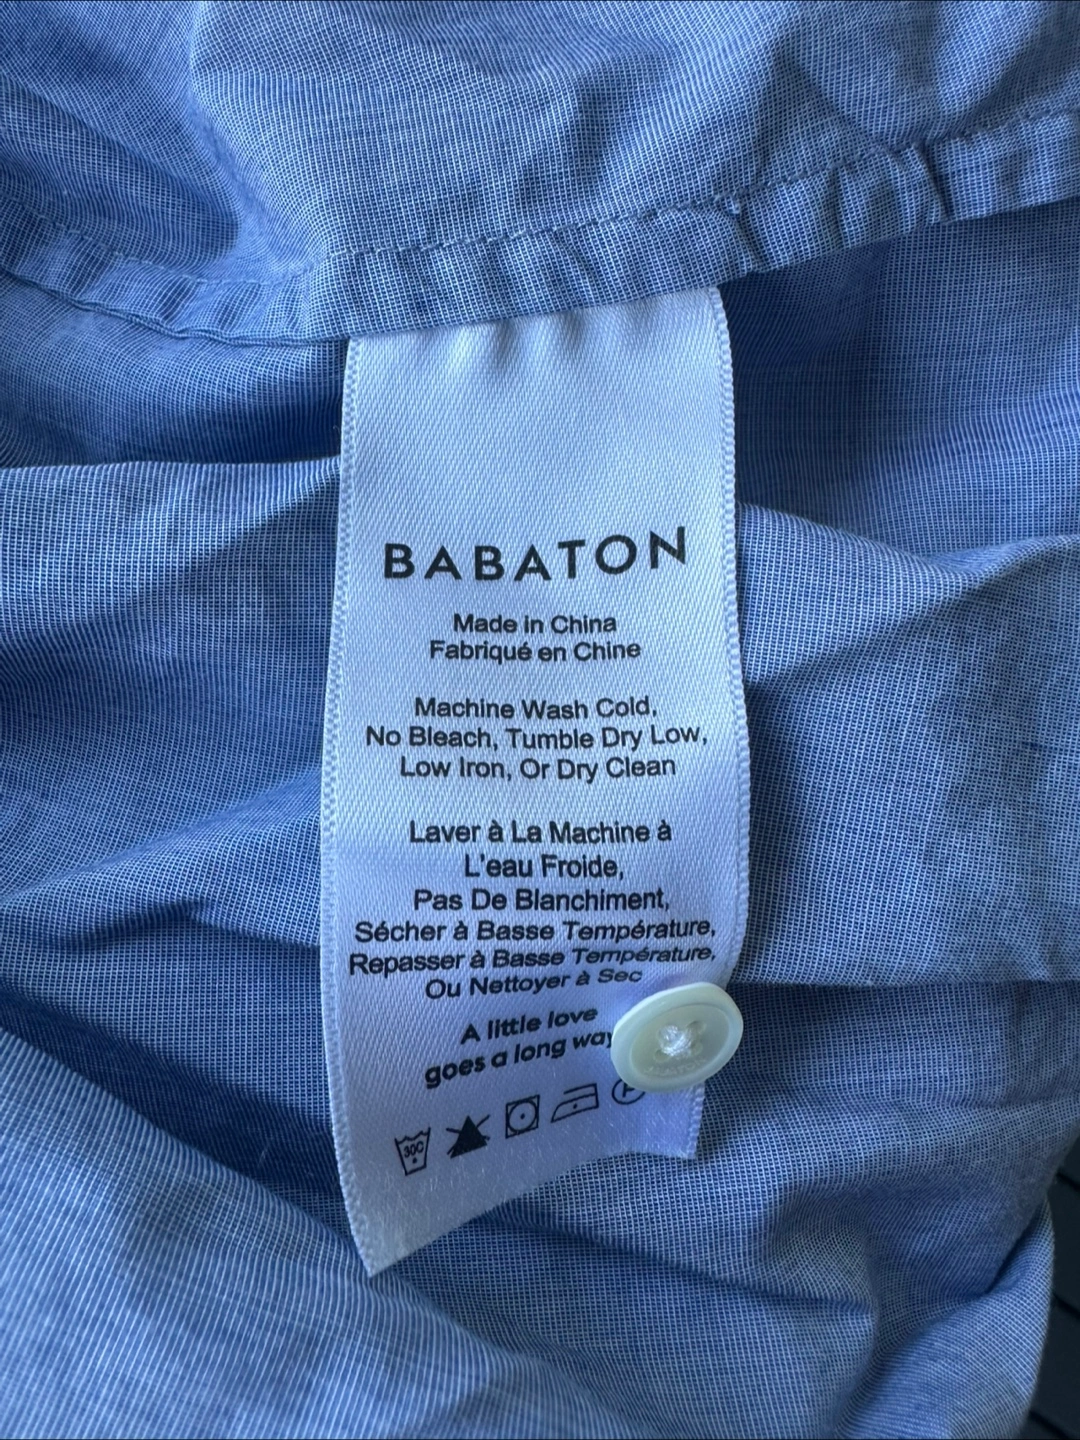 BABATON
Made in China
Fabriqué en Chine
Machine Wash Cold,
No Bleach, Tumble Dry Low,
Low Iron, Or Dry Clean
Laver à La Machine à
L'eau Froide,
Pas De Blanchiment,
Sécher à Basse Température,
Repasser à Basse Température,
Ou Nettoyer à Sec
A little love
goes a long way
30C
P